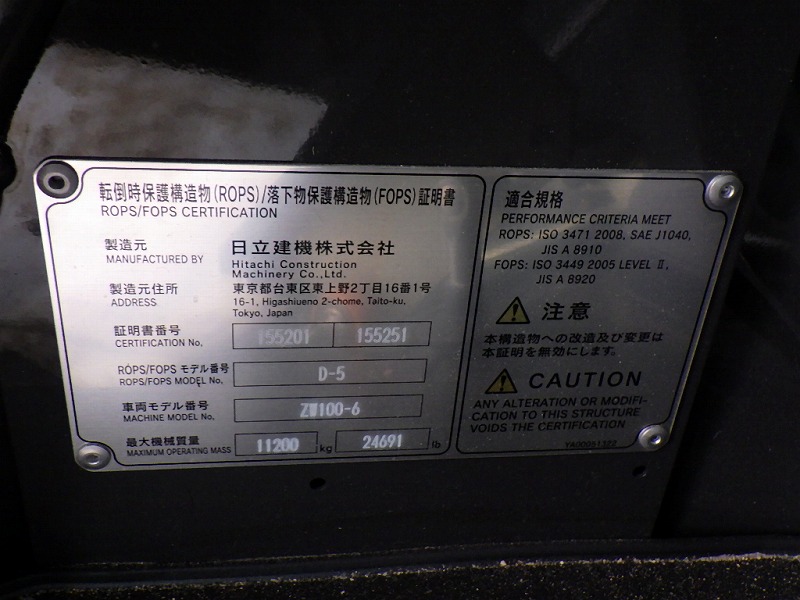 転倒時保護構造物(ROPS)/落下物保護構造物(FOPS)証明書
ROPS/FOPS CERTIFICATION
製造元 日立建機株式会社
MANUFACTURED BY Hitachi Construction
Machinery Co.,Ltd.
製造元住所 東京都台東区東上野2丁目16番1号
ADDRESS 16-1, Higashiueno 2-chome, Taito-ku,
Tokyo, Japan
証明書番号
CERTIFICATION No. 155201 155251
ROPS/FOPS モデル番号
ROPS/FOPS MODEL No. D-5
車両モデル番号
MACHINE MODEL No. ZW100-6
最大機械質量
MAXIMUM OPERATING MASS 11200 kg 24691 lb
適合規格
PERFORMANCE CRITERIA MEET
ROPS: ISO 3471 2008, SAE J1040,
JIS A 8910
FOPS: ISO 3449 2005 LEVEL Ⅱ,
JIS A 8920
注意
本構造物への改造及び変更は
本証明を無効にします。
CAUTION
ANY ALTERATION OR MODIFI-
CATION TO THIS STRUCTURE
VOIDS THE CERTIFICATION